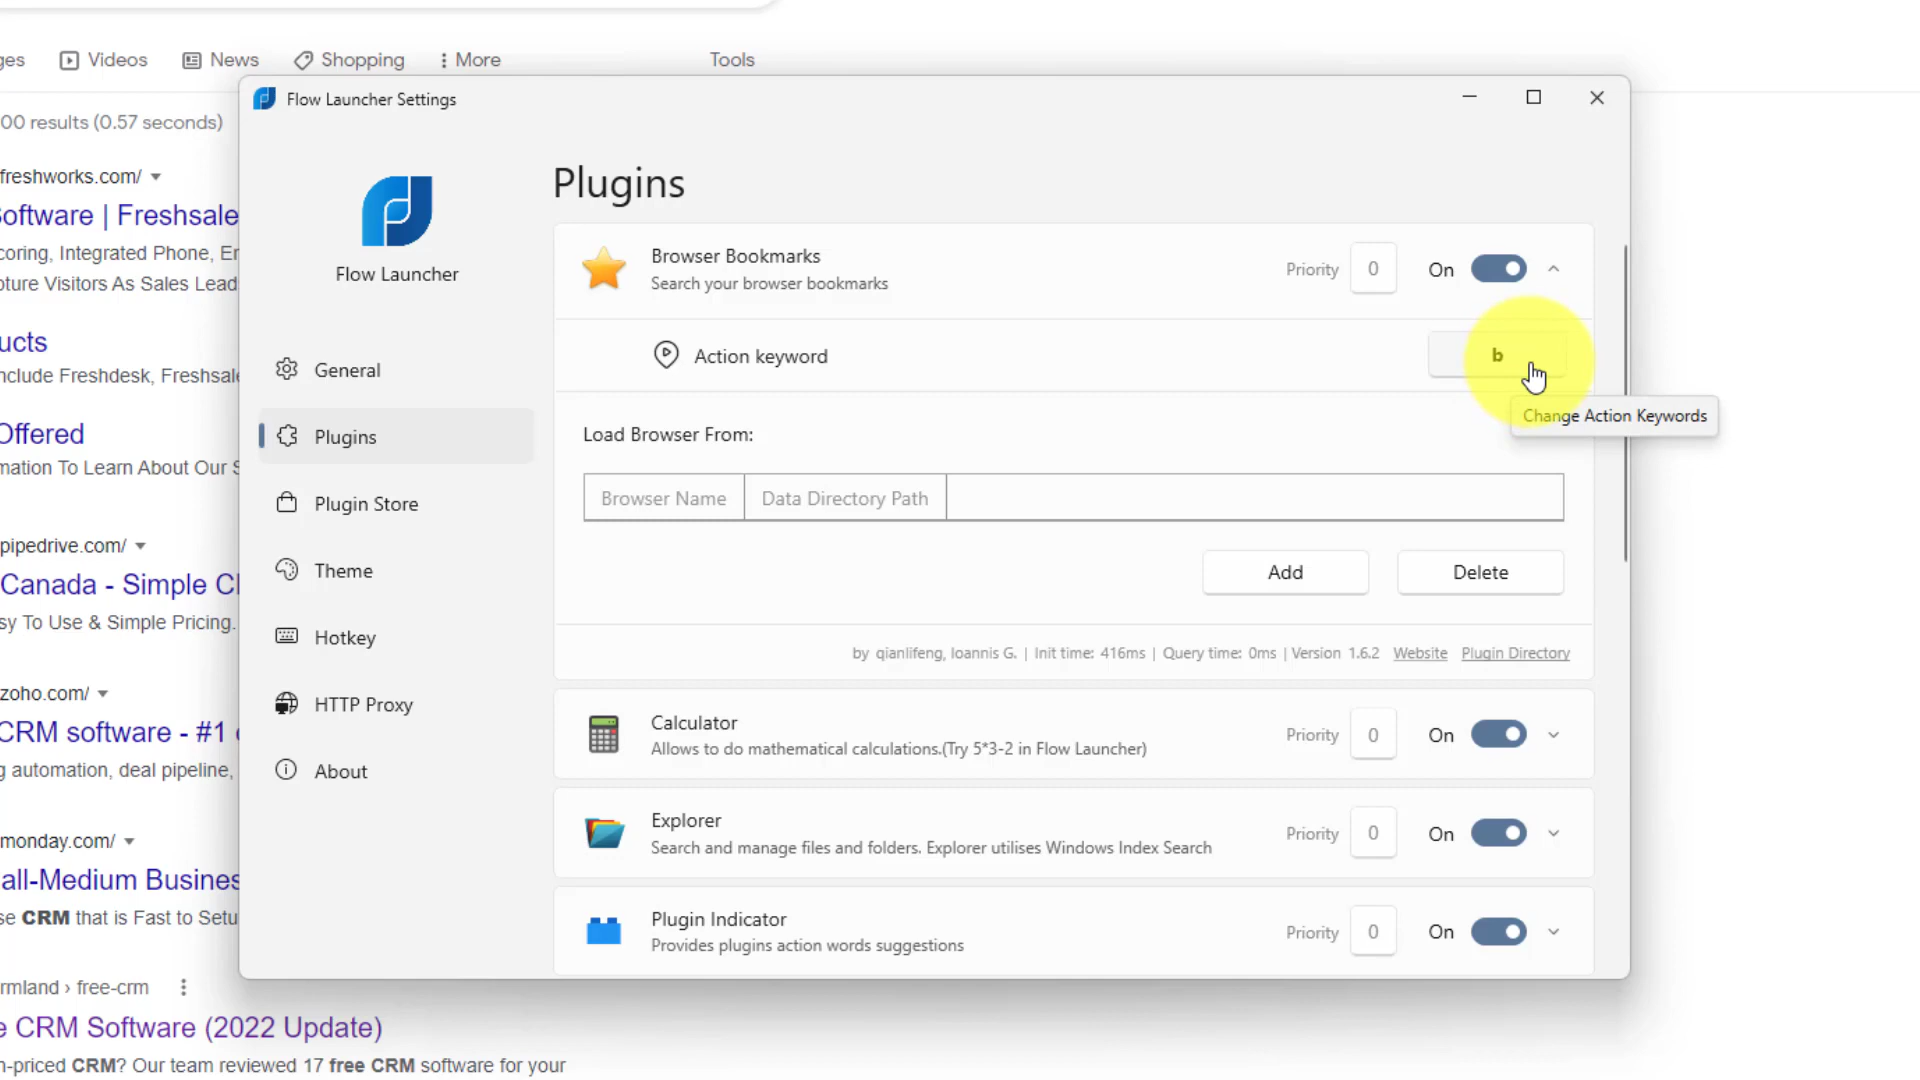 ges
Videos
News
Shopping
More
Tools
00 results (0.57 seconds)
freshworks.com/
Software | Freshsale
coring, Integrated Phone, Er
pture Visitors As Sales Lead
ucts
nclude Freshdesk, Freshsale
Offered
mation To Learn About Our S
pipedrive.com/
Canada - Simple C
sy To Use & Simple Pricing.
zoho.com/
CRM software - #1
g automation, deal pipeline,
monday.com/
all-Medium Busines
se CRM that is Fast to Setu
rmland › free-crm
e CRM Software (2022 Update)
n-priced CRM? Our team reviewed 17 free CRM software for your
Flow Launcher Settings
Flow Launcher
General
Plugins
Plugin Store
Theme
Hotkey
HTTP Proxy
About
Plugins
Browser Bookmarks
Search your browser bookmarks
Priority 0 On
Action keyword
b
Change Action Keywords
Load Browser From:
Browser Name Data Directory Path
Add Delete
by qianlifeng, Ioannis G. | Init time: 416ms | Query time: 0ms | Version 1.6.2 Website Plugin Directory
Calculator
Allows to do mathematical calculations.(Try 5*3-2 in Flow Launcher)
Priority 0 On
Explorer
Search and manage files and folders. Explorer utilises Windows Index Search
Priority 0 On
Plugin Indicator
Provides plugins action words suggestions
Priority 0 On